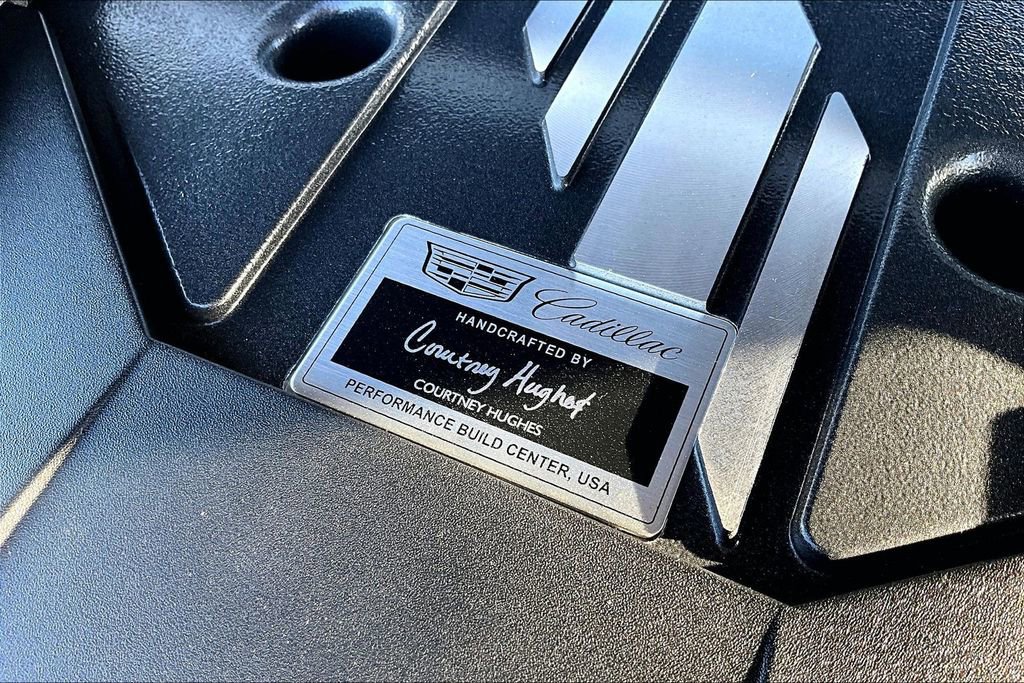 Cadillac
HANDCRAFTED BY
Courtney Hughes
COURTNEY HUGHES
PERFORMANCE BUILD CENTER, USA